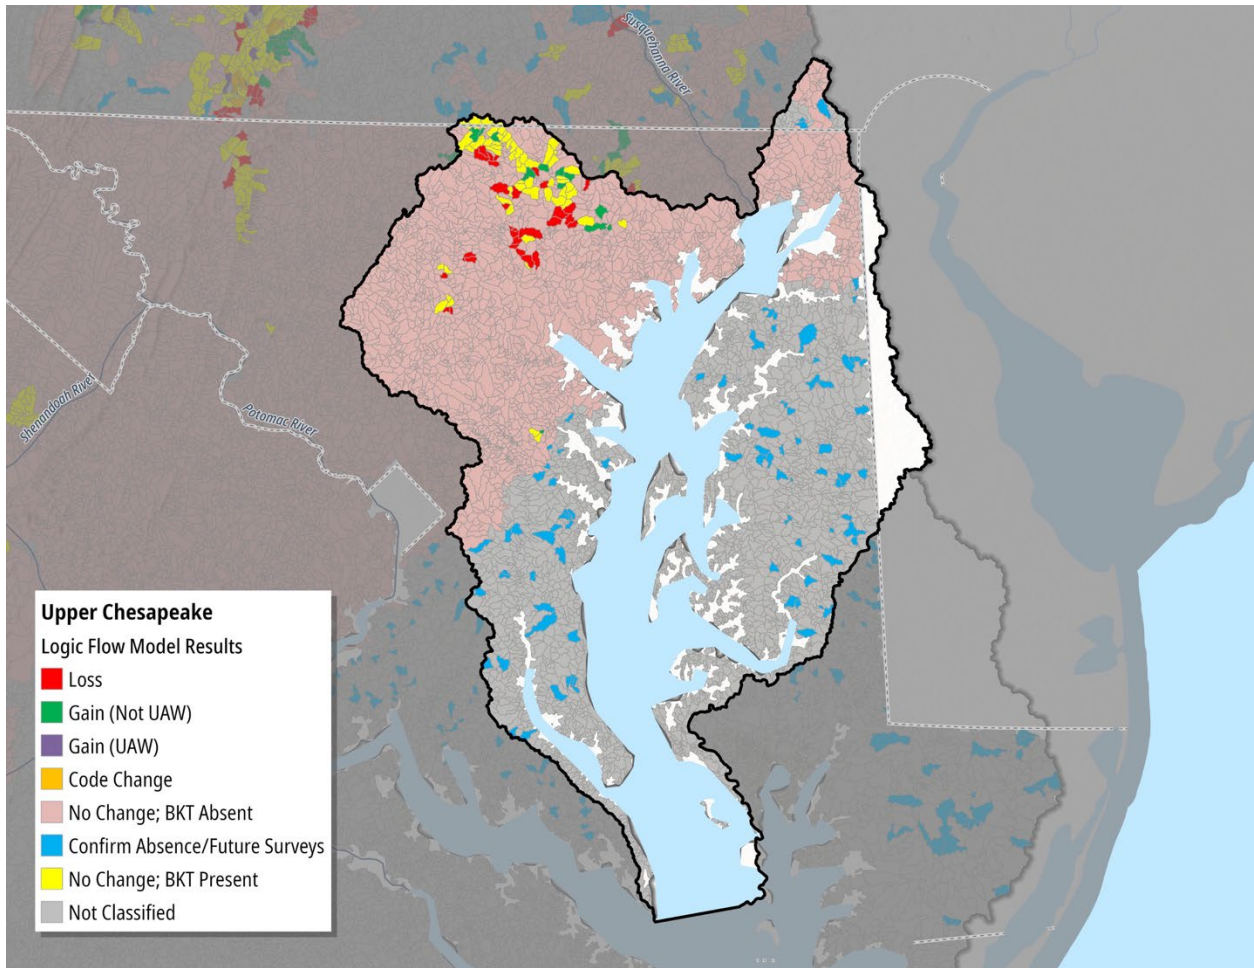 Susquehanna River
Shenandoah River
Potomac River
Upper Chesapeake
Logic Flow Model Results
Loss
Gain (Not UAW)
Gain (UAW)
Code Change
No Change; BKT Absent
Confirm Absence/Future Surveys
No Change; BKT Present
Not Classified